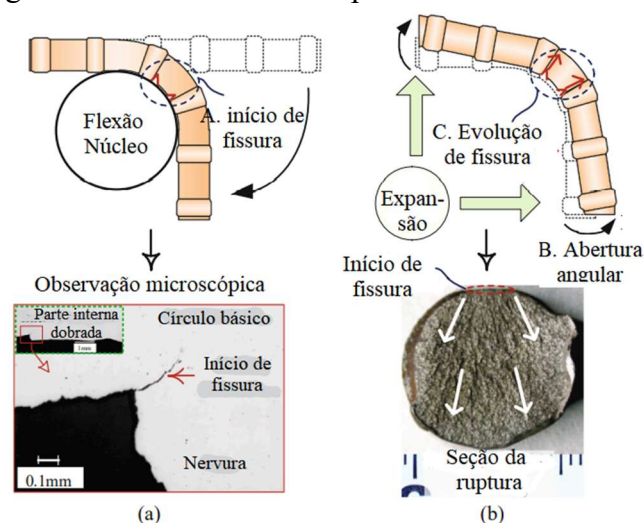 Flexão
Núcleo
A. início de
fissura
Observação microscópica
Parte interna
dobrada
1mm
Círculo básico
Início de
fissura
Nervura
0.1mm
(a)
C. Evolução
de fissura
Expan-
são
B. Abertura
angular
Início de
fissura
Seção da
ruptura
(b)